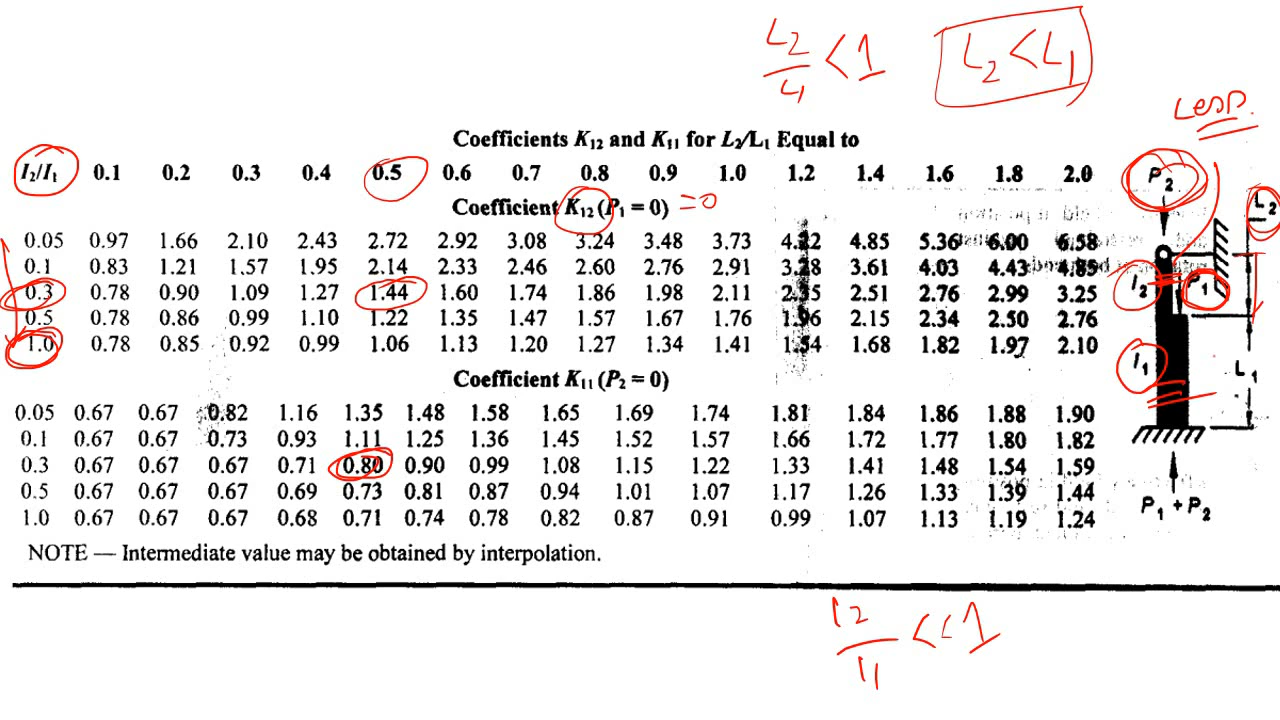 L2/L1 < 1
L2 < L1
Less.
Coefficients K12 and K11 for L2/L1 Equal to
I2/I1 0.1 0.2 0.3 0.4 0.5 0.6 0.7 0.8 0.9 1.0 1.2 1.4 1.6 1.8 2.0
Coefficient K12 (P1 = 0) =0
0.05 0.97 1.66 2.10 2.43 2.72 2.92 3.08 3.24 3.48 3.73 4.22 4.85 5.36 6.00 6.58
0.1 0.83 1.21 1.57 1.95 2.14 2.33 2.46 2.60 2.76 2.91 3.28 3.61 4.03 4.43 4.85
0.3 0.78 0.90 1.09 1.27 1.44 1.60 1.74 1.86 1.98 2.11 2.35 2.51 2.76 2.99 3.25
0.5 0.78 0.86 0.99 1.10 1.22 1.35 1.47 1.57 1.67 1.76 1.96 2.15 2.34 2.50 2.76
1.0 0.78 0.85 0.92 0.99 1.06 1.13 1.20 1.27 1.34 1.41 1.54 1.68 1.82 1.97 2.10
Coefficient K11 (P2 = 0)
0.05 0.67 0.67 0.82 1.16 1.35 1.48 1.58 1.65 1.69 1.74 1.81 1.84 1.86 1.88 1.90
0.1 0.67 0.67 0.73 0.93 1.11 1.25 1.36 1.45 1.52 1.57 1.66 1.72 1.77 1.80 1.82
0.3 0.67 0.67 0.67 0.71 0.80 0.90 0.99 1.08 1.15 1.22 1.33 1.41 1.48 1.54 1.59
0.5 0.67 0.67 0.67 0.69 0.73 0.81 0.87 0.94 1.01 1.07 1.17 1.26 1.33 1.39 1.44
1.0 0.67 0.67 0.67 0.68 0.71 0.74 0.78 0.82 0.87 0.91 0.99 1.07 1.13 1.19 1.24
NOTE — Intermediate value may be obtained by interpolation.
P2
L2
I2
P1
I1
L1
P1 + P2
I2/I1 << 1